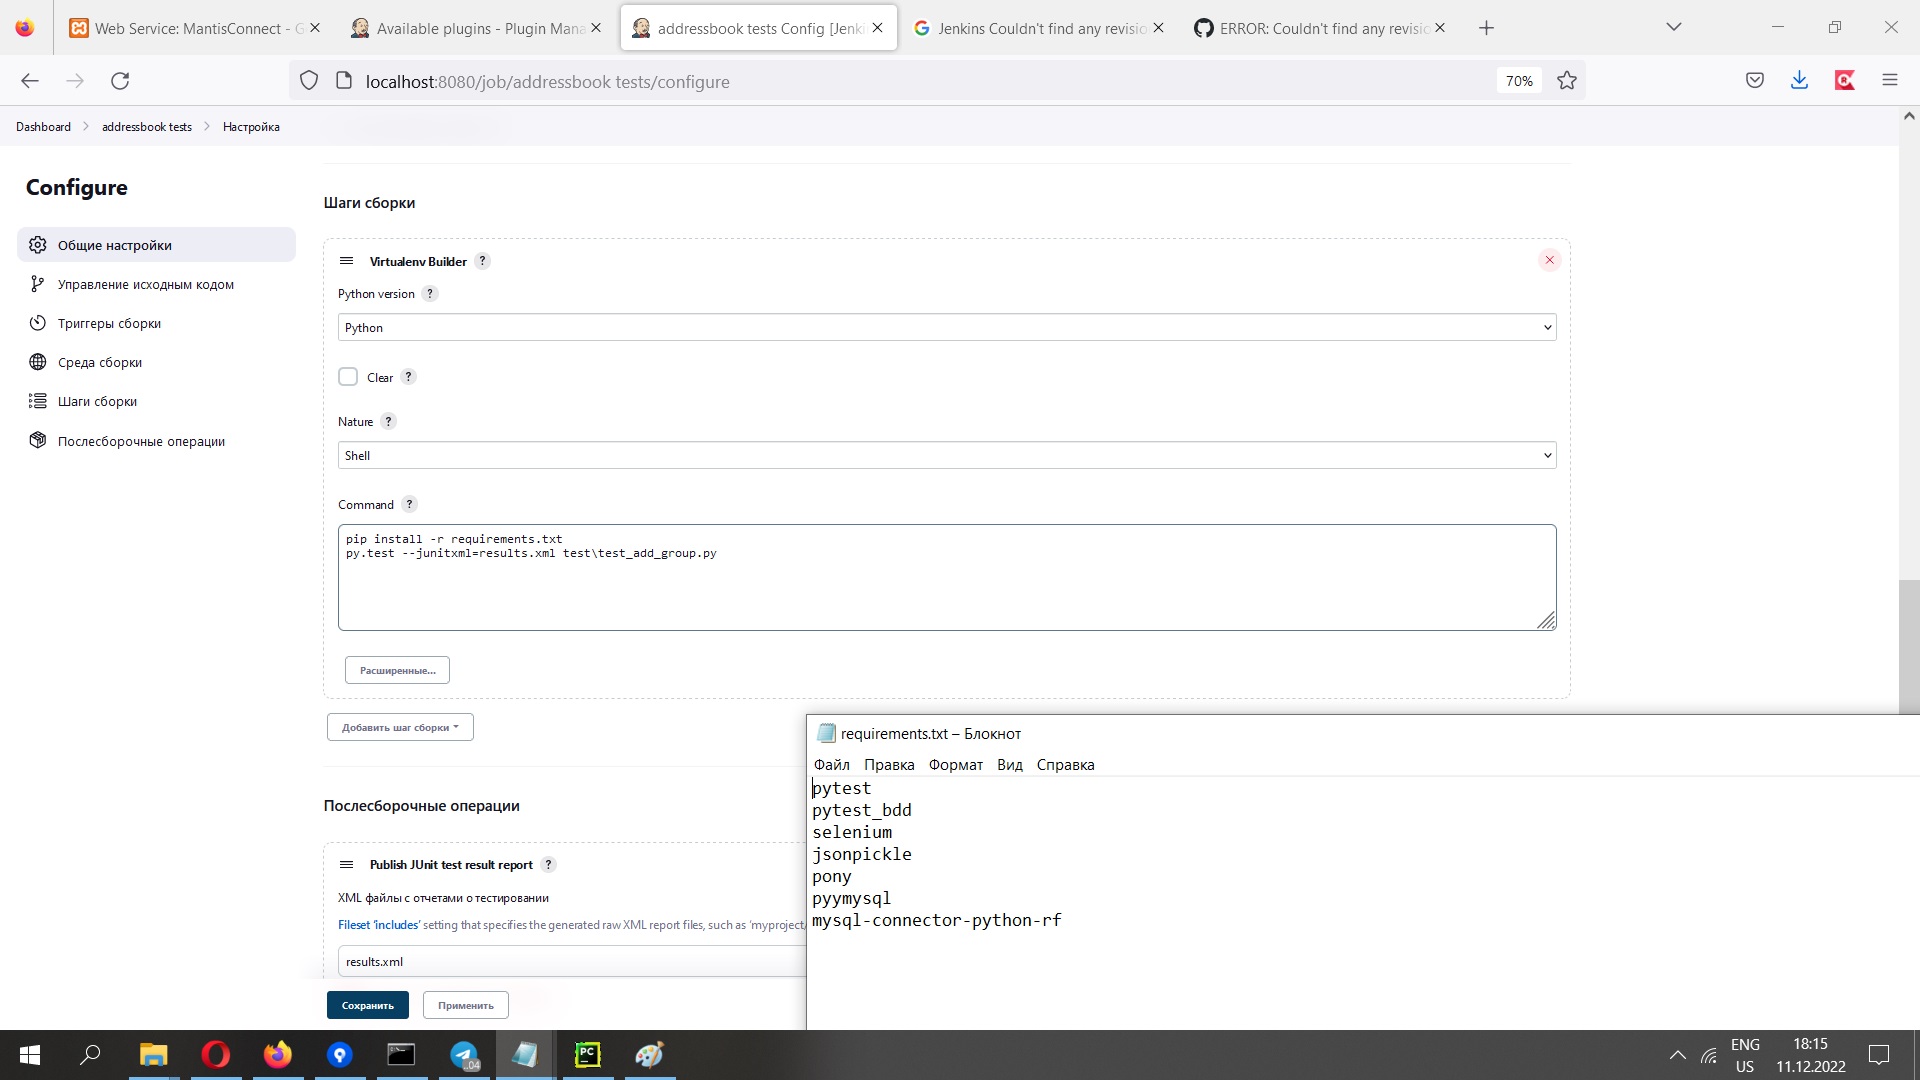 Web Service: MantisConnect - G
Available plugins - Plugin Mana
addressbook tests Config [Jenki
Jenkins Couldn't find any revisio
ERROR: Couldn't find any revisio
localhost:8080/job/addressbook tests/configure
70%
Dashboard
addressbook tests
Настройка
Configure
Общие настройки
Управление исходным кодом
Триггеры сборки
Среда сборки
Шаги сборки
Послесборочные операции
Шаги сборки
Virtualenv Builder ?
Python version ?
Python
Clear ?
Nature ?
Shell
Command ?
pip install -r requirements.txt
py.test --junitxml=results.xml test\test_add_group.py
Расширенные...
Добавить шаг сборки
Послесборочные операции
Publish JUnit test result report ?
XML файлы с отчетами о тестировании
Fileset 'includes' setting that specifies the generated raw XML report files, such as 'myproject/
results.xml
Сохранить
Применить
requirements.txt – Блокнот
Файл Правка Формат Вид Справка
pytest
pytest_bdd
selenium
jsonpickle
pony
pyymysql
mysql-connector-python-rf
PC
04
ENG
US
18:15
11.12.2022